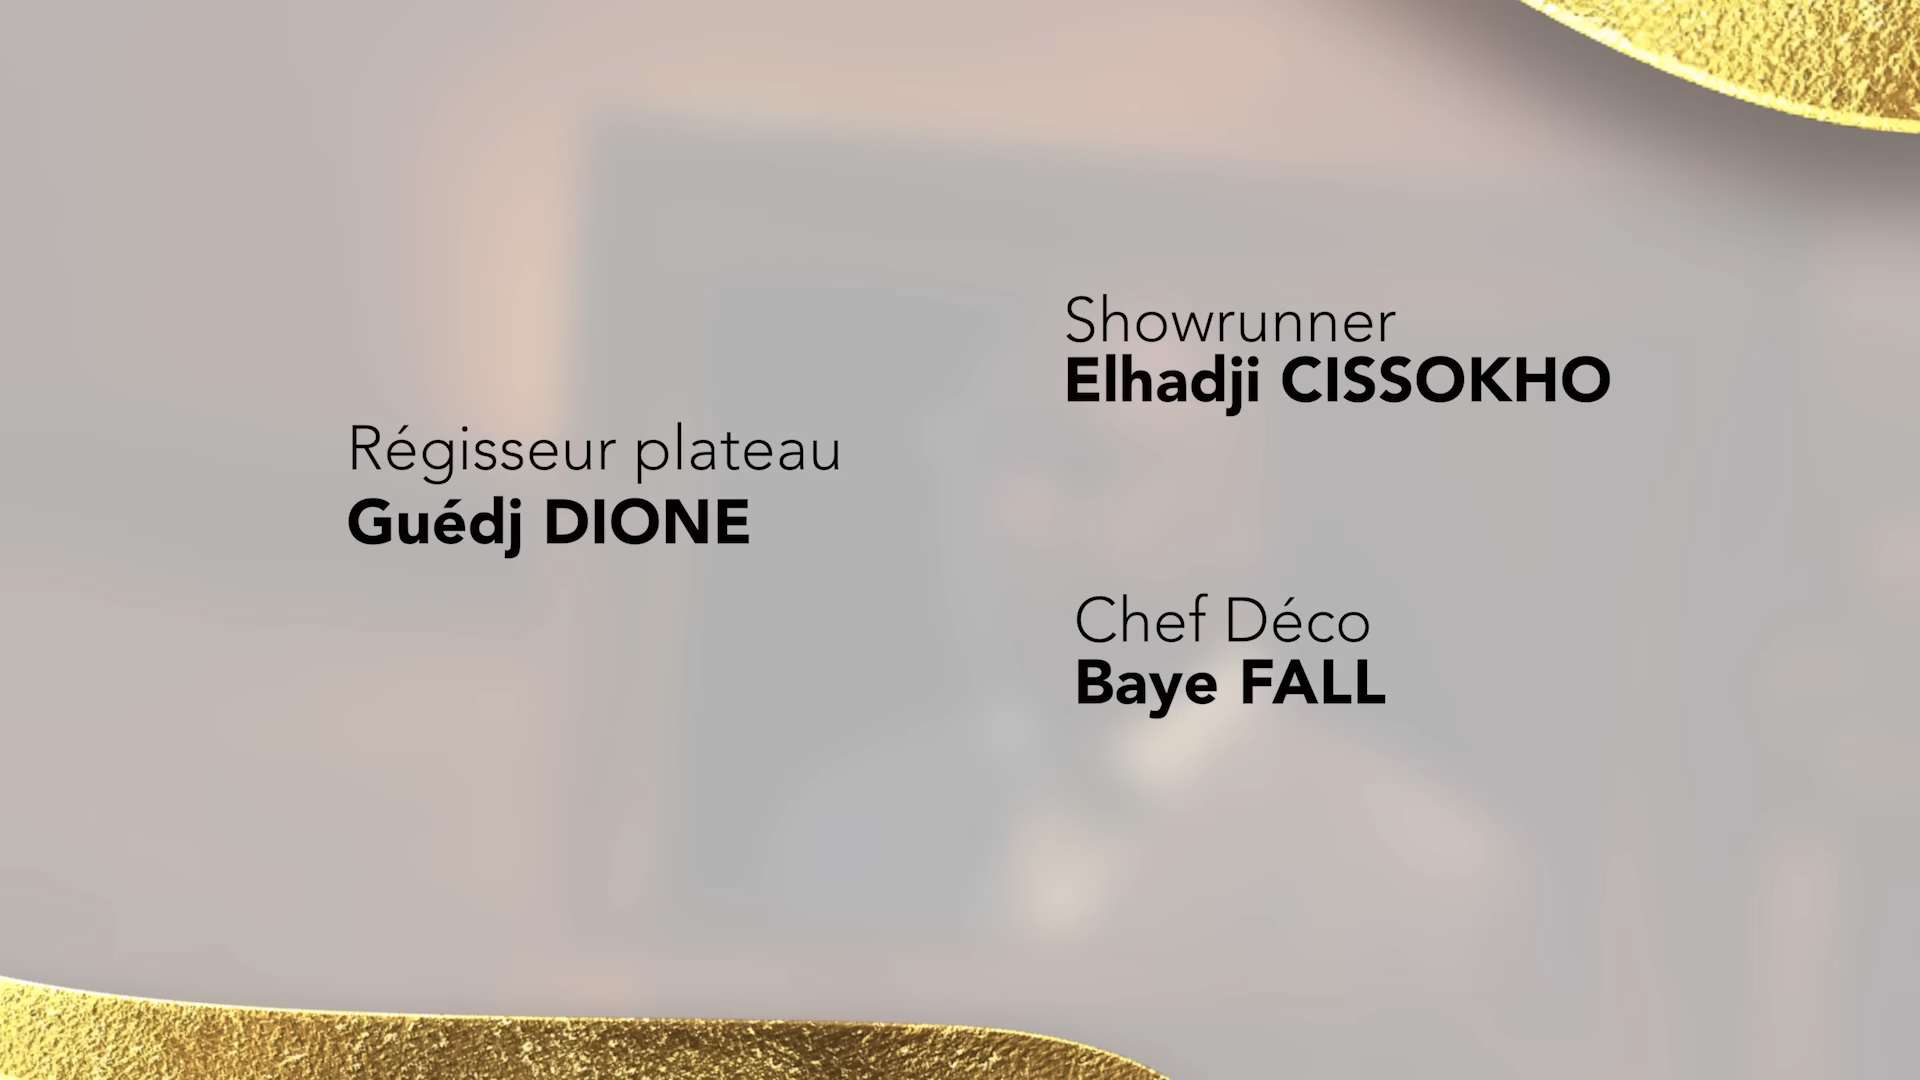 Régisseur plateau
Guédj DIONE
Showrunner
Elhadji CISSOKHO
Chef Déco
Baye FALL